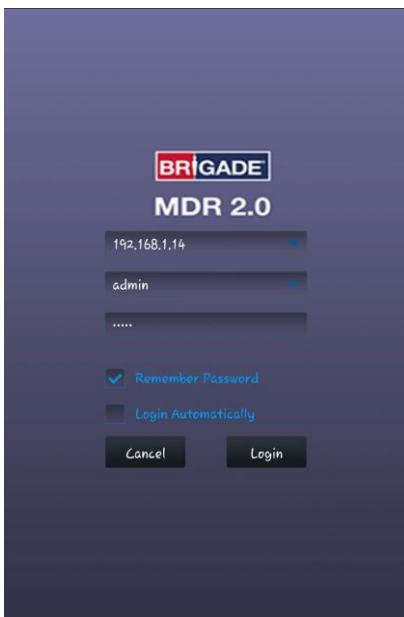 BRIGADE
MDR 2.0
192.168.1.14
admin
.....
Remember Password
Login Automatically
Cancel Login